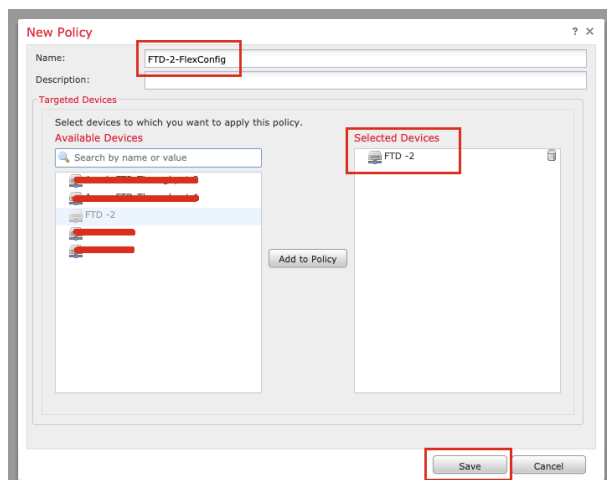 New Policy
? ×
Name:
FTD-2-FlexConfig
Description:
Targeted Devices
Select devices to which you want to apply this policy.
Available Devices
Selected Devices
Search by name or value
FTD -2
FTD -2
Add to Policy
Save
Cancel